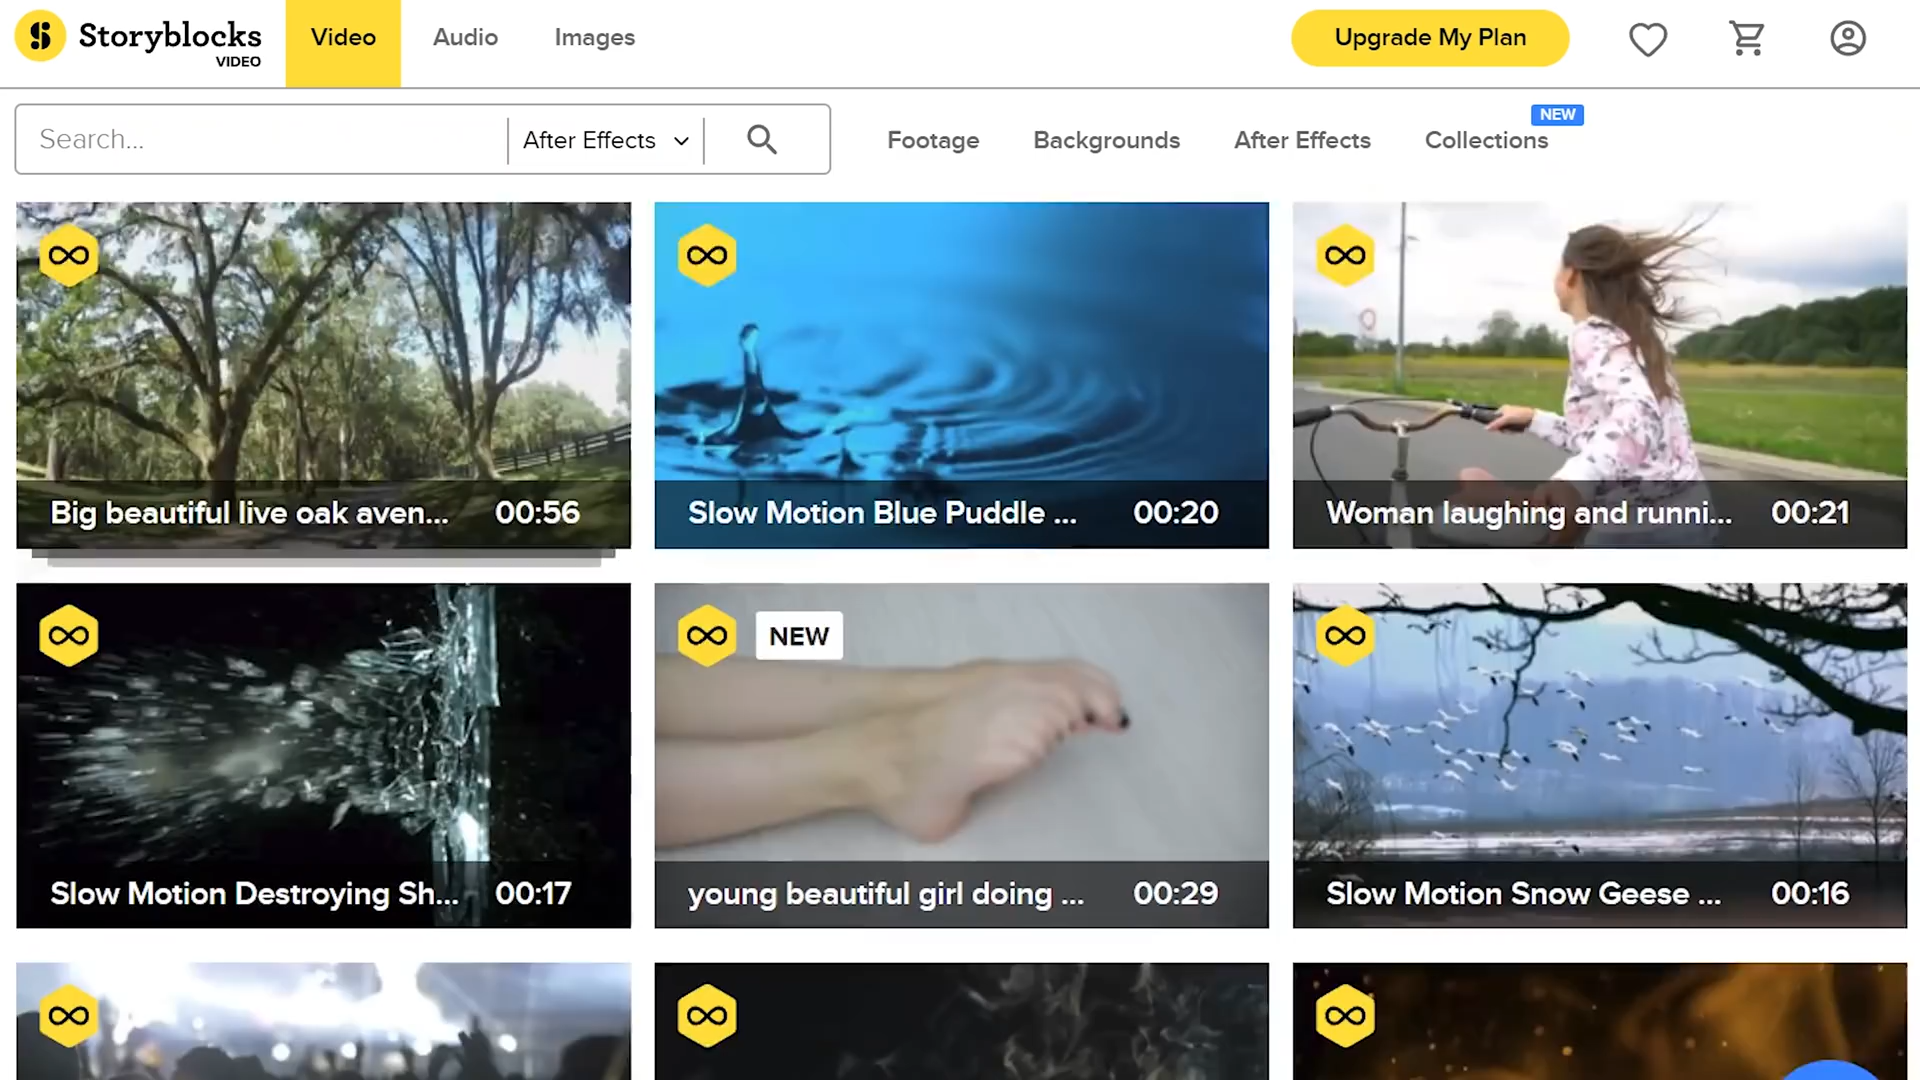 Storyblocks
VIDEO
Video
Audio
Images
Upgrade My Plan
Search...
After Effects
Footage
Backgrounds
After Effects
Collections
NEW
Big beautiful live oak aven...
00:56
Slow Motion Blue Puddle ...
00:20
Woman laughing and runni...
00:21
Slow Motion Destroying Sh...
00:17
NEW
young beautiful girl doing ...
00:29
Slow Motion Snow Geese ...
00:16